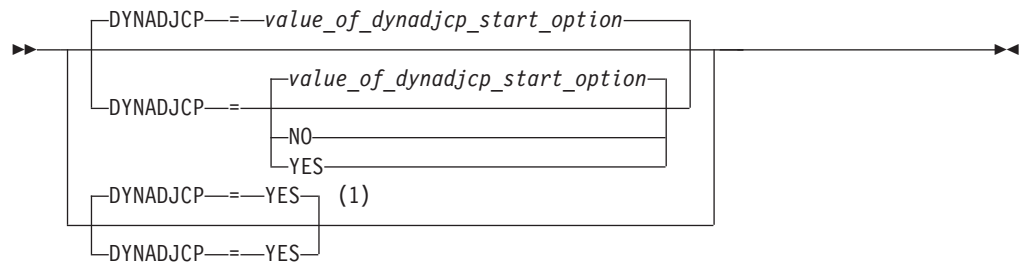 DYNADJCP = value_of_dynadjcp_start_option
value_of_dynadjcp_start_option
DYNADJCP =
NO
YES
DYNADJCP = YES (1)
DYNADJCP = YES